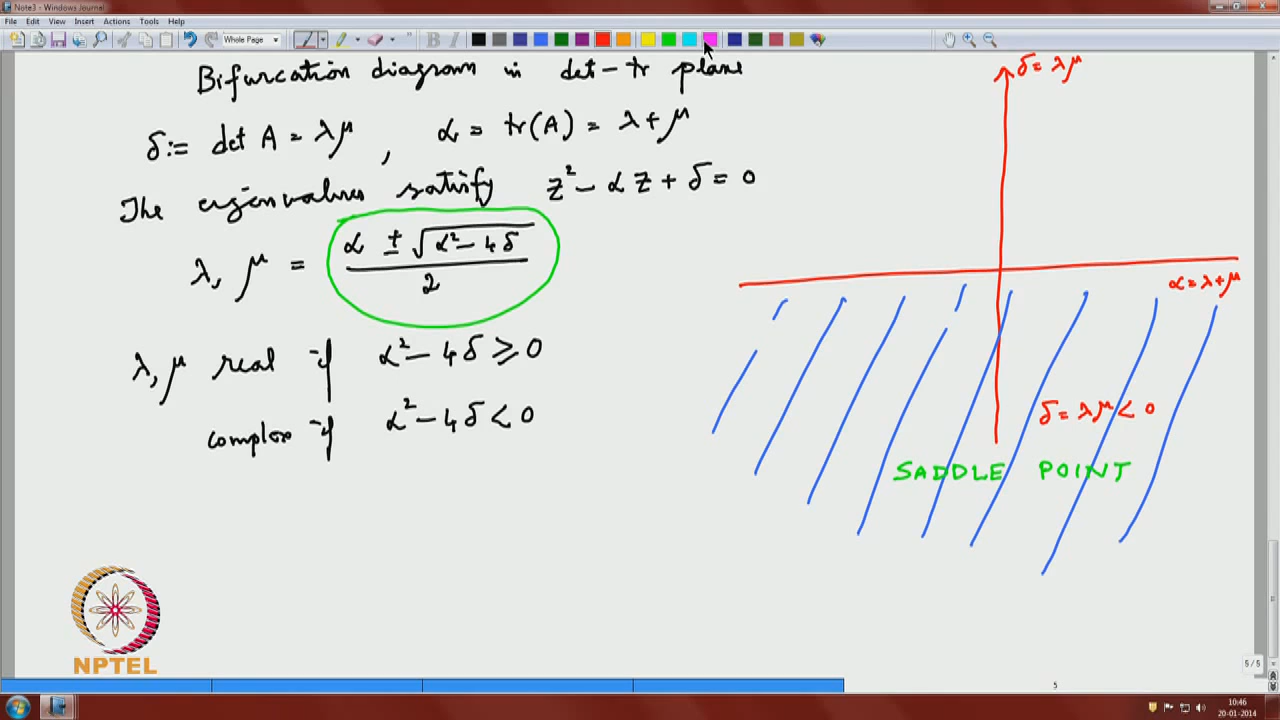 Note3 - Windows Journal
File Edit View Insert Actions Tools Help
Whole Page
Bifurcation diagram in det-tr plane
δ:= det A = λμ, α = tr(A) = λ+μ
The eigenvalues satisfy z² - αz + δ = 0
λ, μ = (α ± √(α² - 4δ))/2
λ, μ real if α² - 4δ ⩾ 0
complex if α² - 4δ < 0
δ = λμ
α = λ+μ
δ = λμ < 0
SADDLE POINT
NPTEL
5/5
5
10:46
20-01-2014